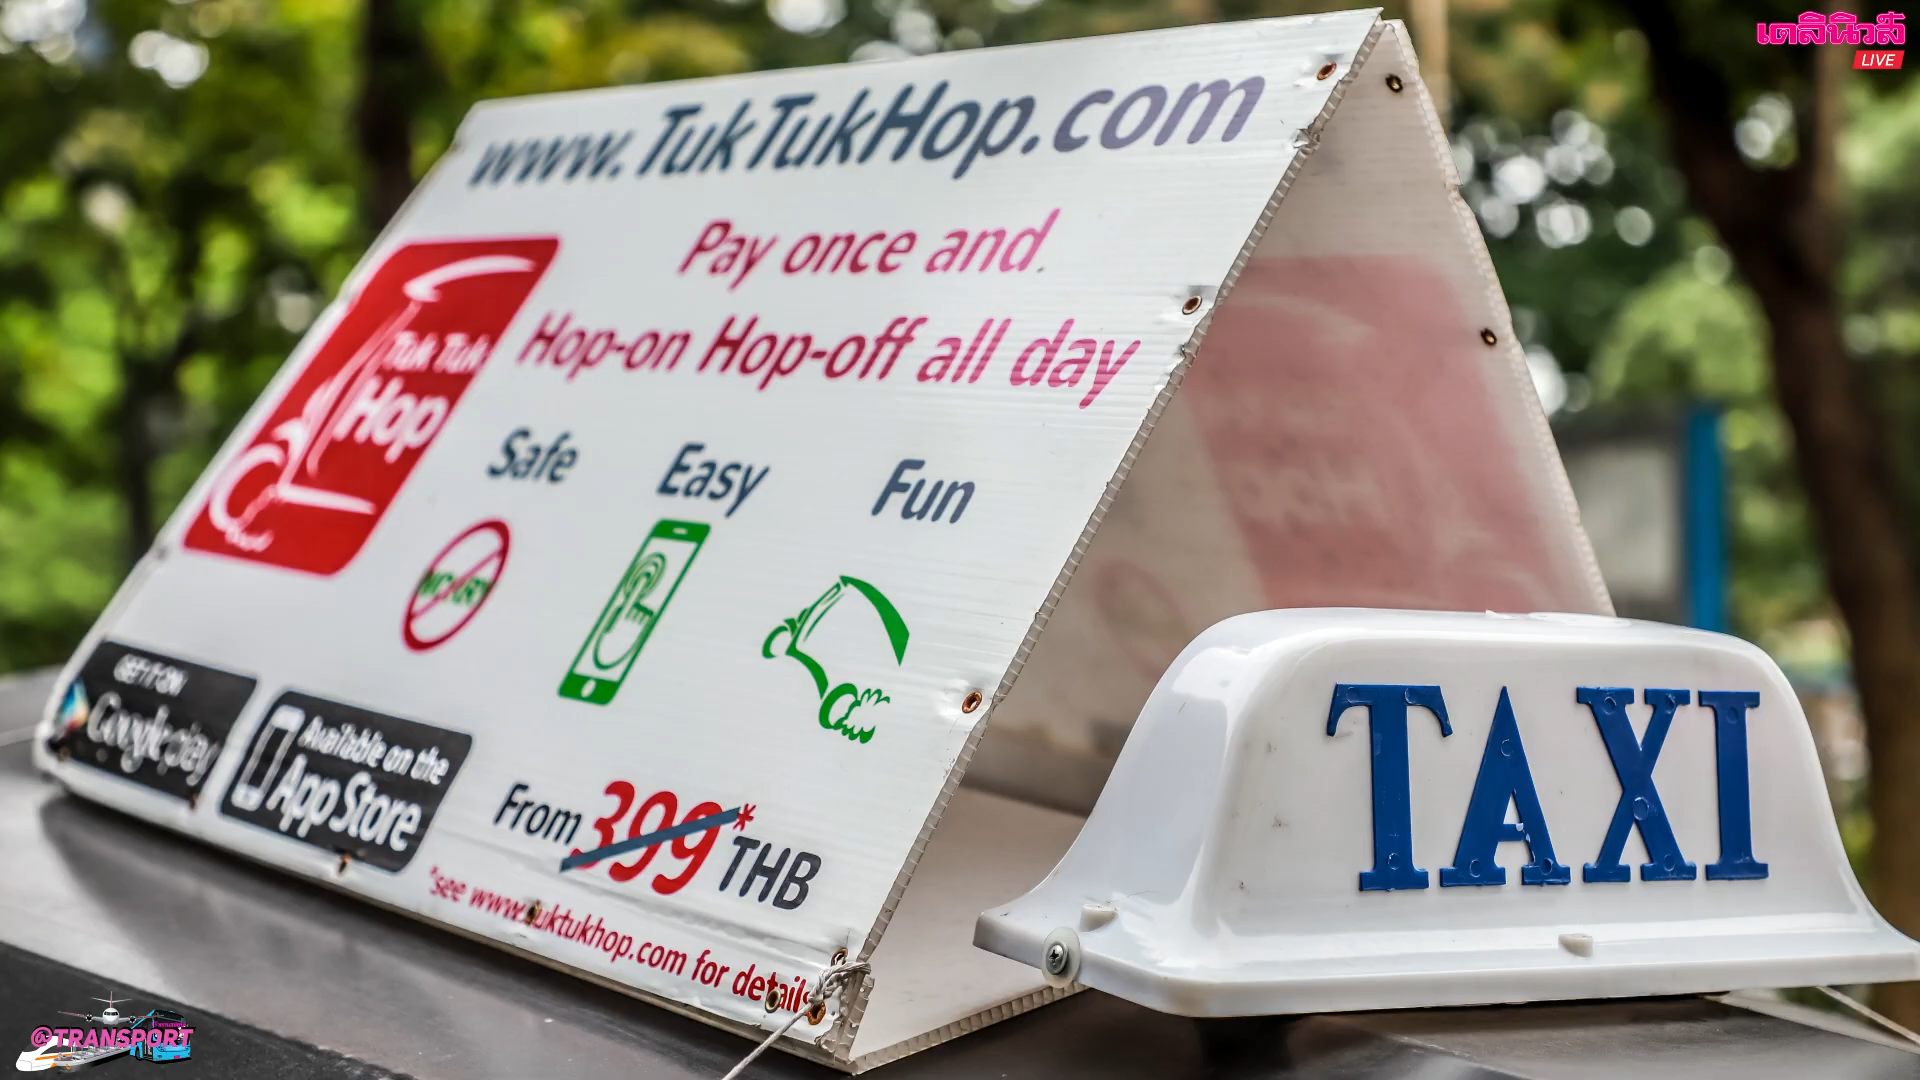 เดลินิวส์
LIVE
www.TukTukHop.com
Pay once and
Hop-on Hop-off all day
Tuk Tuk
Hop
Safe Easy Fun
GET IT ON
Google play
Available on the
App Store
From 399* THB
*see www.tuktukhop.com for details
TAXI
@TRANSPORT